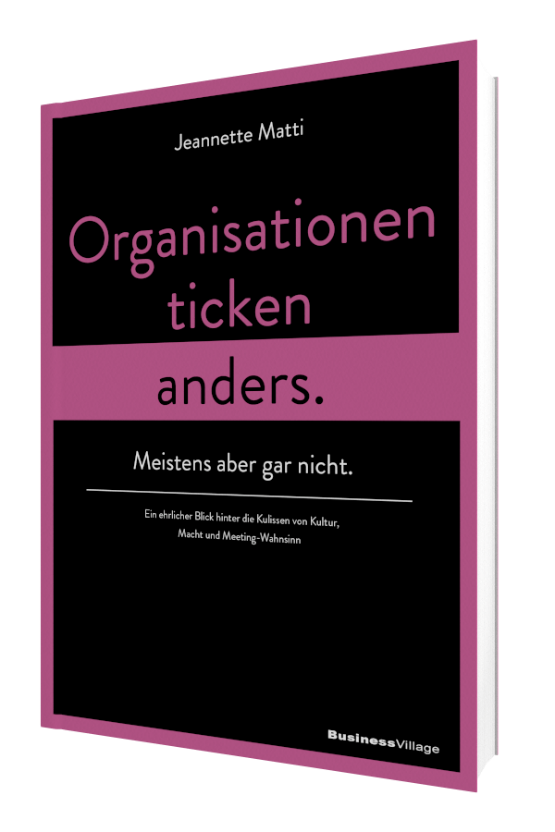 Jeannette Matti
Organisationen
ticken
anders.
Meistens aber gar nicht.
Ein ehrlicher Blick hinter die Kulissen von Kultur,
Macht und Meeting-Wahnsinn
BusinessVillage